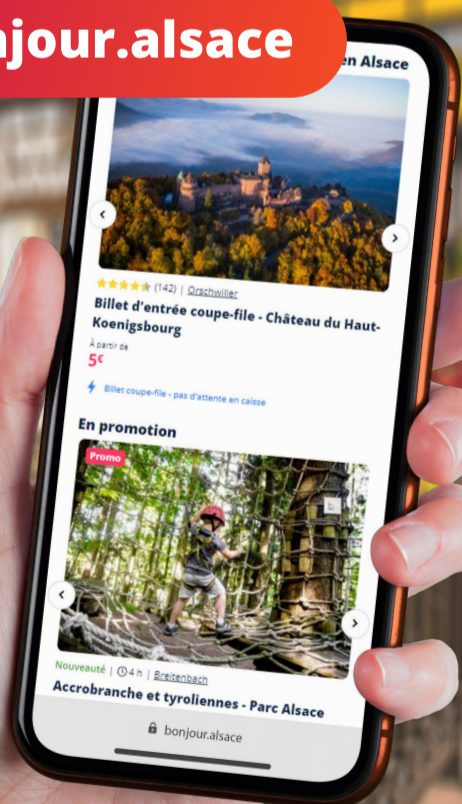 njour.alsace
en Alsace
(142) | Orschwiller
Billet d'entrée coupe-file - Château du Haut-
Koenigsbourg
À partir de
5€
Billet coupe-file - pas d'attente en caisse
En promotion
Promo
Nouveauté | 4 h | Breitenbach
Accrobranche et tyroliennes - Parc Alsace
bonjour.alsace